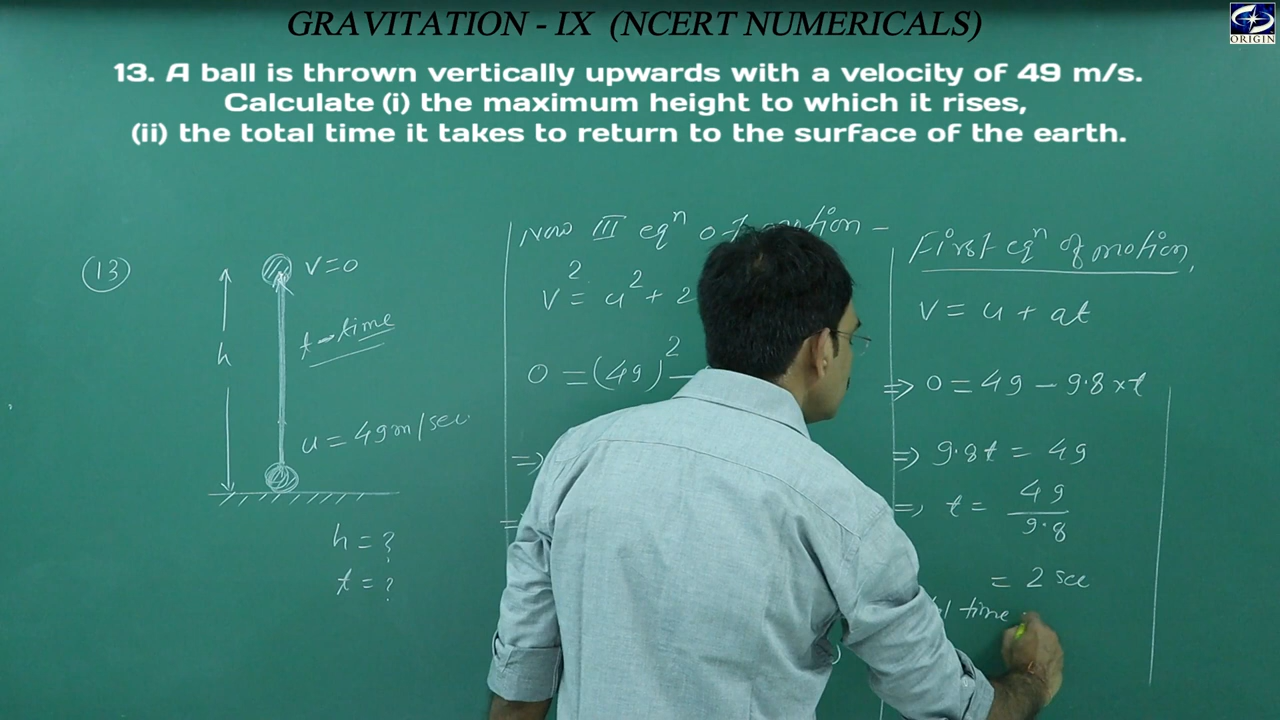 GRAVITATION - IX (NCERT NUMERICALS)
ORIGIN
13. A ball is thrown vertically upwards with a velocity of 49 m/s.
Calculate (i) the maximum height to which it rises,
(ii) the total time it takes to return to the surface of the earth.
(13)
v=0
t → time
h
u = 49m/sec
h = ?
t = ?
Now III eqⁿ of motion –
v² = u² + 2
0 = (49)² –
⇒
⇒
First eqⁿ of motion,
v = u + at
⇒ 0 = 49 – 9.8 × t
⇒ 9.8t = 49
⇒, t = 49/9.8
= 2 sec
time